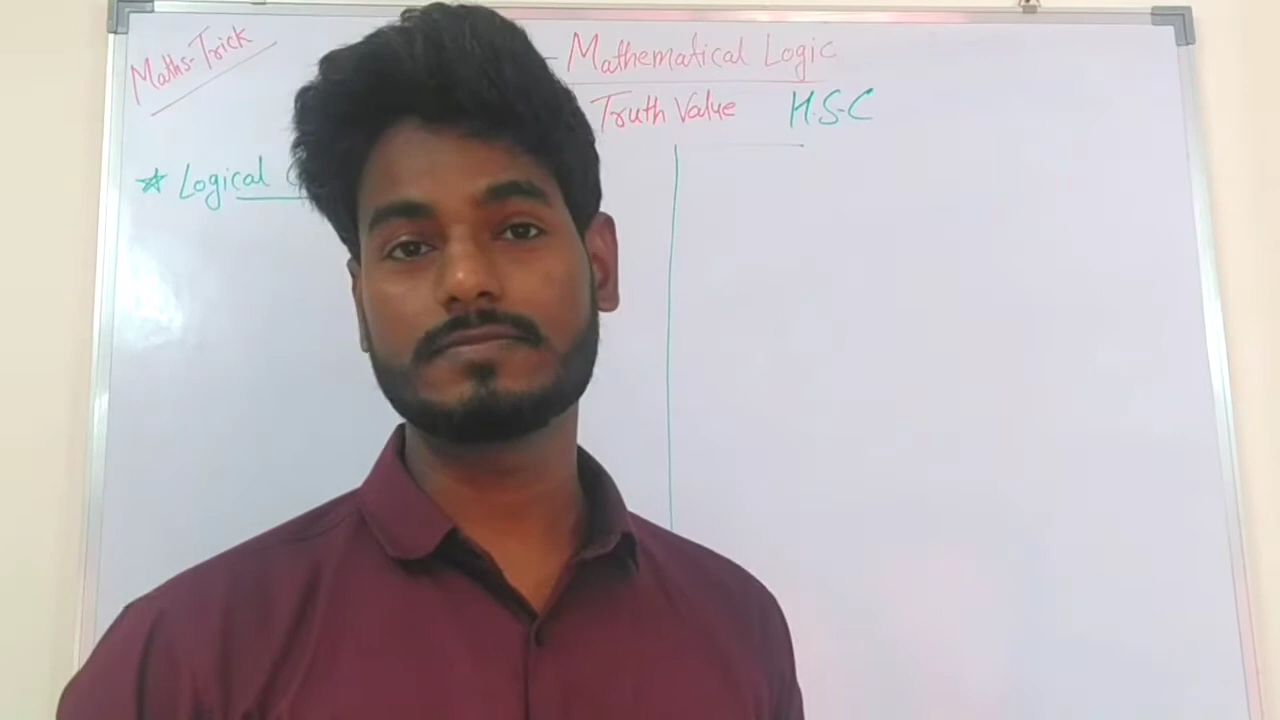 Maths-Trick
- Mathematical Logic
Truth Value H.S.C
☆ Logical